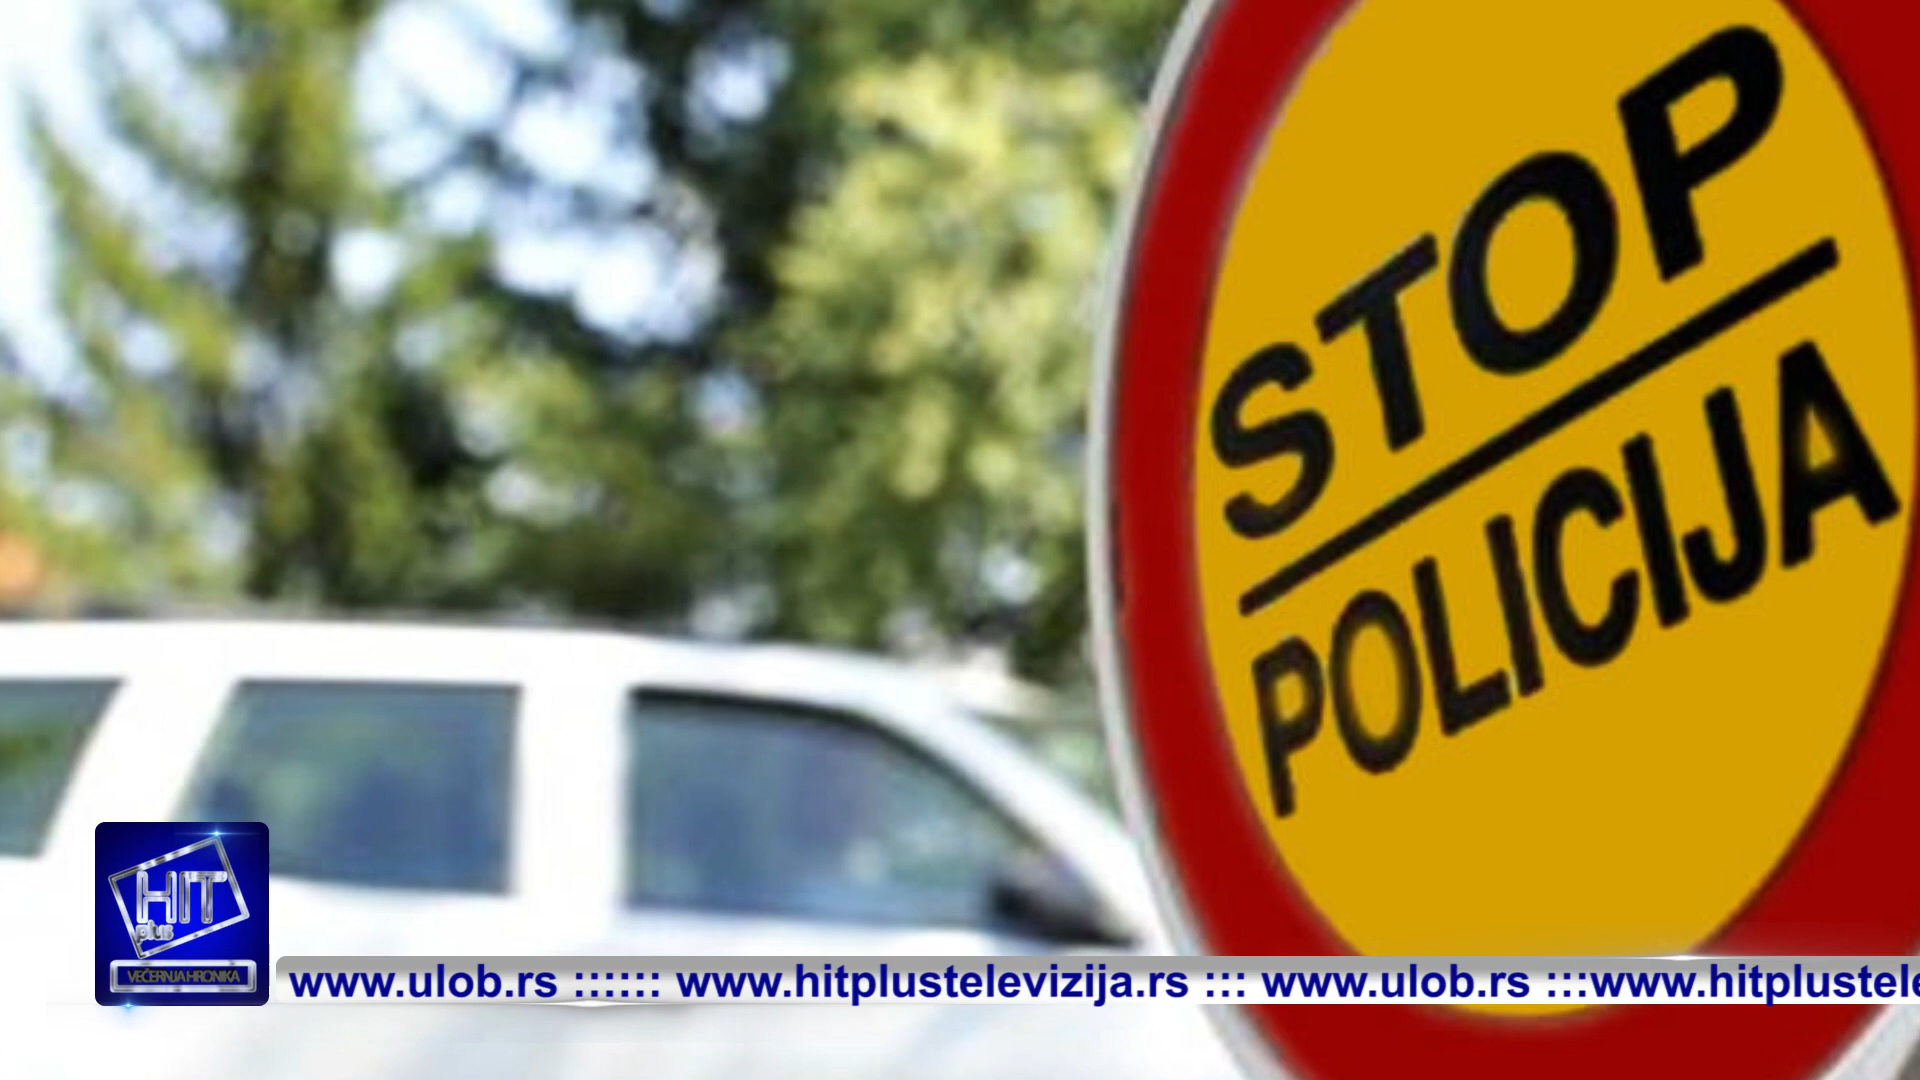 STOP
POLICIJA
HIT
plus
VEČERNJA HRONIKA
www.ulob.rs :::::: www.hitplustelevizija.rs ::: www.ulob.rs :::www.hitplustele